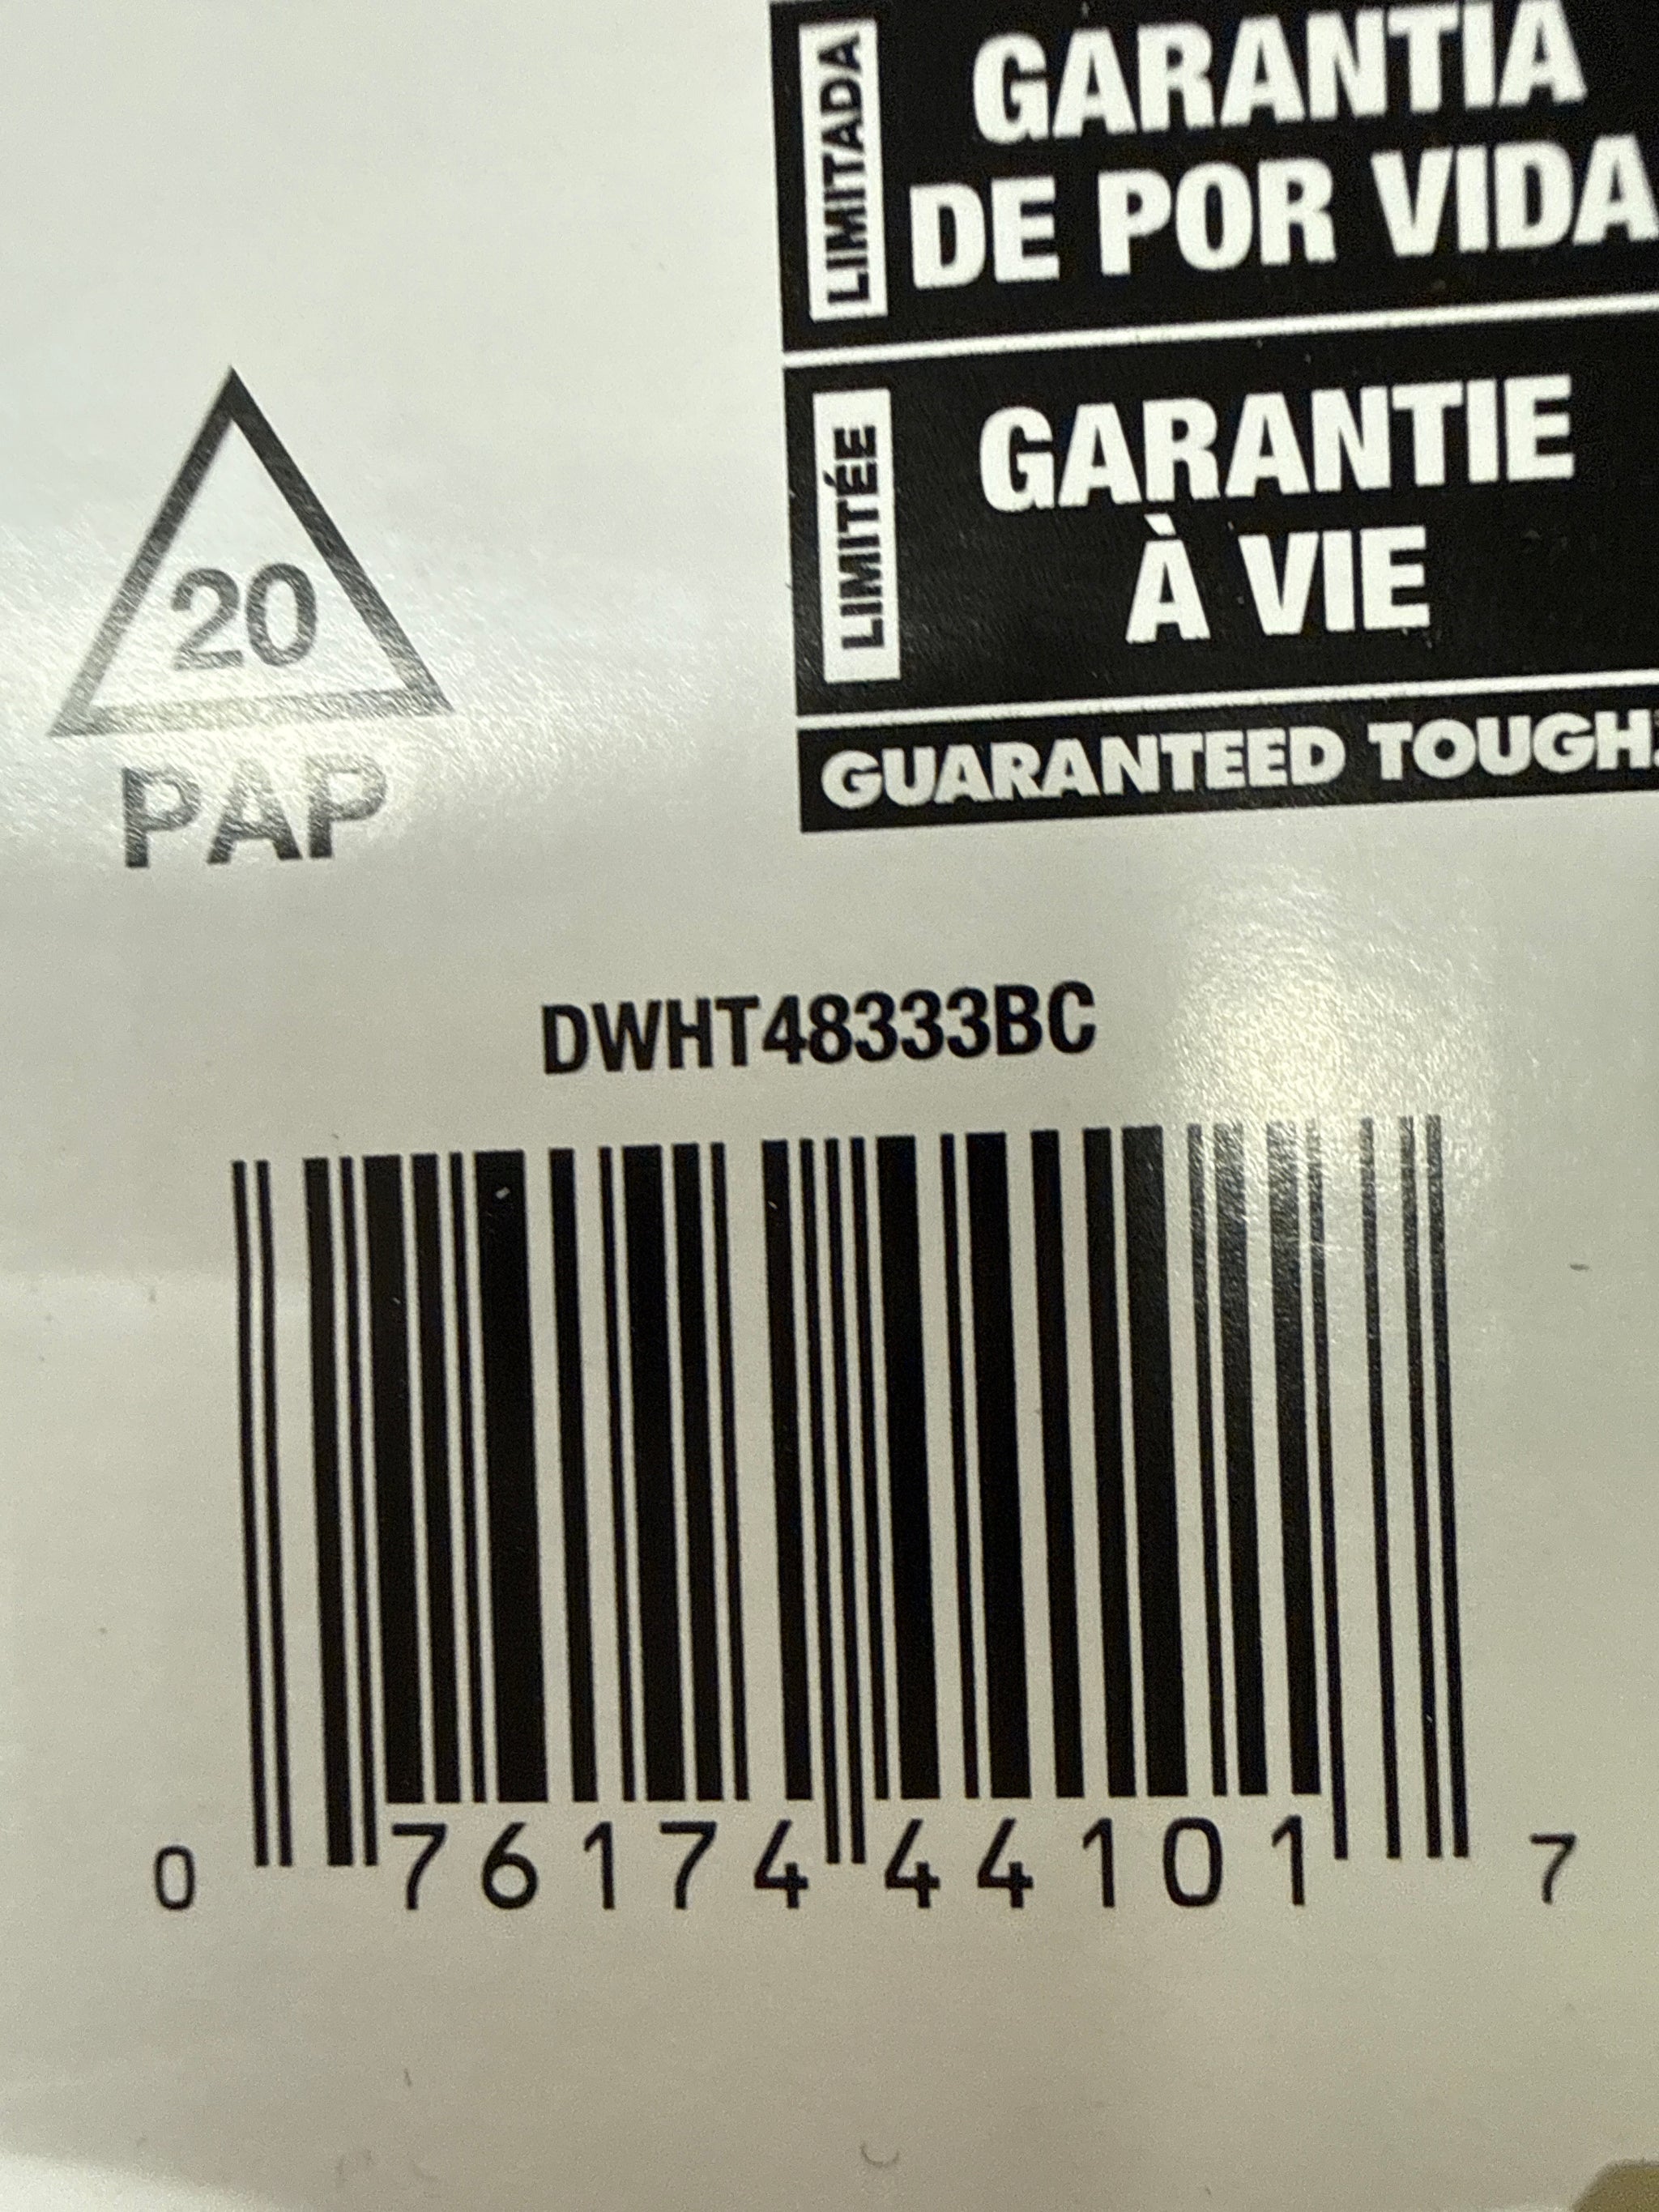 LIMITADA
GARANTIA
DE POR VIDA
LIMITÉE
GARANTIE
À VIE
GUARANTEED TOUGH.
20
PAP
DWHT48333BC
0 76174 44101 7